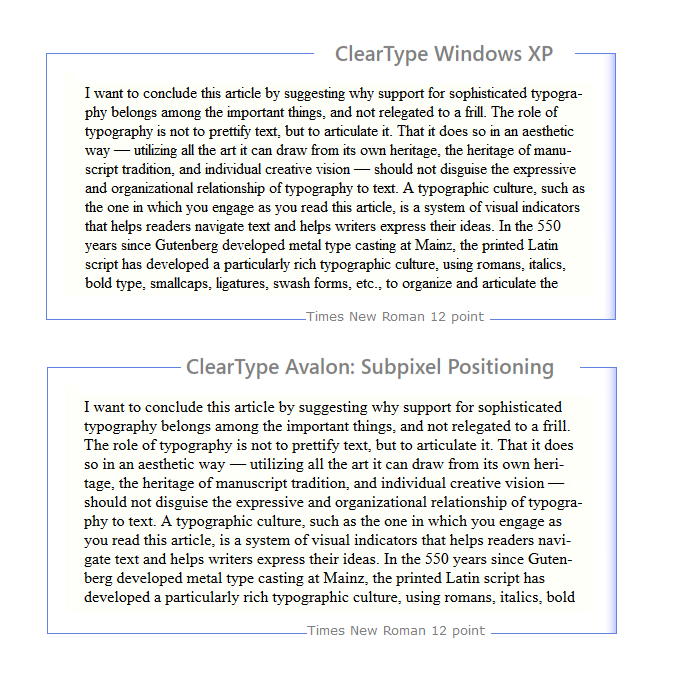 ClearType Windows XP
I want to conclude this article by suggesting why support for sophisticated typogra-
phy belongs among the important things, and not relegated to a frill. The role of
typography is not to prettify text, but to articulate it. That it does so in an aesthetic
way — utilizing all the art it can draw from its own heritage, the heritage of manu-
script tradition, and individual creative vision — should not disguise the expressive
and organizational relationship of typography to text. A typographic culture, such as
the one in which you engage as you read this article, is a system of visual indicators
that helps readers navigate text and helps writers express their ideas. In the 550
years since Gutenberg developed metal type casting at Mainz, the printed Latin
script has developed a particularly rich typographic culture, using romans, italics,
bold type, smallcaps, ligatures, swash forms, etc., to organize and articulate the
Times New Roman 12 point
ClearType Avalon: Subpixel Positioning
I want to conclude this article by suggesting why support for sophisticated
typography belongs among the important things, and not relegated to a frill.
The role of typography is not to prettify text, but to articulate it. That it does
so in an aesthetic way — utilizing all the art it can draw from its own heri-
tage, the heritage of manuscript tradition, and individual creative vision —
should not disguise the expressive and organizational relationship of typogra-
phy to text. A typographic culture, such as the one in which you engage as
you read this article, is a system of visual indicators that helps readers navi-
gate text and helps writers express their ideas. In the 550 years since Guten-
berg developed metal type casting at Mainz, the printed Latin script has
developed a particularly rich typographic culture, using romans, italics, bold
Times New Roman 12 point